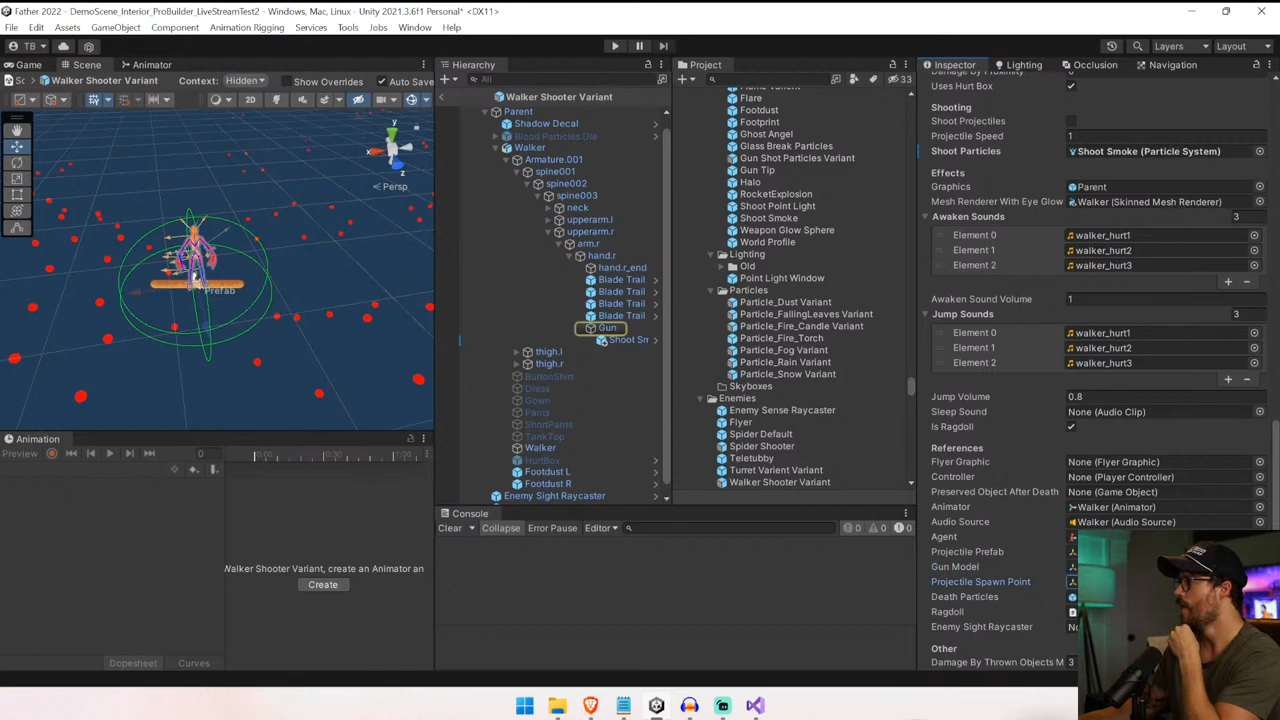 Father 2022 - DemoScene_Interior_ProBuilder_LiveStreamTest2 - Windows, Mac, Linux - Unity 2021.3.6f1 Personal* <DX11>
File Edit Assets GameObject Component Animation Rigging Services Tools Jobs Window Help
TB Layers Layout
Game Scene Animator
Sc Walker Shooter Variant Context: Hidden Show Overrides Auto Save
y
x
Persp
Prefab
Animation
Preview 0 0:00 1:00
Walker Shooter Variant, create an Animator an
Create
Dopesheet Curves
Hierarchy
All
Walker Shooter Variant
Parent
Shadow Decal
Blood Particles Die
Walker
Armature.001
spine001
spine002
spine003
neck
upperarm.l
upperarm.r
arm.r
hand.r
hand.r_end
Blade Trail
Blade Trail
Blade Trail
Blade Trail
Gun
Shoot Sm
thigh.l
thigh.r
ButtonShirt
Dress
Gown
Pants
ShortPants
TankTop
Walker
HurtBox
Footdust L
Footdust R
Enemy Sight Raycaster
Console
Clear Collapse Error Pause Editor 0 0 0
Project
33
Flare
Footdust
Footprint
Ghost Angel
Glass Break Particles
Gun Shot Particles Variant
Gun Tip
Halo
RocketExplosion
Shoot Point Light
Shoot Smoke
Weapon Glow Sphere
World Profile
Lighting
Old
Point Light Window
Particles
Particle_Dust Variant
Particle_FallingLeaves Variant
Particle_Fire_Candle Variant
Particle_Fire_Torch
Particle_Fog Variant
Particle_Rain Variant
Particle_Snow Variant
Skyboxes
Enemies
Enemy Sense Raycaster
Flyer
Spider Default
Spider Shooter
Teletubby
Turret Varient Variant
Walker Shooter Variant
Inspector Lighting Occlusion Navigation
Uses Hurt Box
Shooting
Shoot Projectiles
Projectile Speed 1
Shoot Particles Shoot Smoke (Particle System)
Effects
Graphics Parent
Mesh Renderer With Eye Glow Walker (Skinned Mesh Renderer)
Awaken Sounds 3
Element 0 walker_hurt1
Element 1 walker_hurt2
Element 2 walker_hurt3
Awaken Sound Volume 1
Jump Sounds 3
Element 0 walker_hurt1
Element 1 walker_hurt2
Element 2 walker_hurt3
Jump Volume 0.8
Sleep Sound None (Audio Clip)
Is Ragdoll
References
Flyer Graphic None (Flyer Graphic)
Controller None (Player Controller)
Preserved Object After Death None (Game Object)
Animator Walker (Animator)
Audio Source Walker (Audio Source)
Agent
Projectile Prefab
Gun Model
Projectile Spawn Point
Death Particles
Ragdoll
Enemy Sight Raycaster
Other
Damage By Thrown Objects M 3